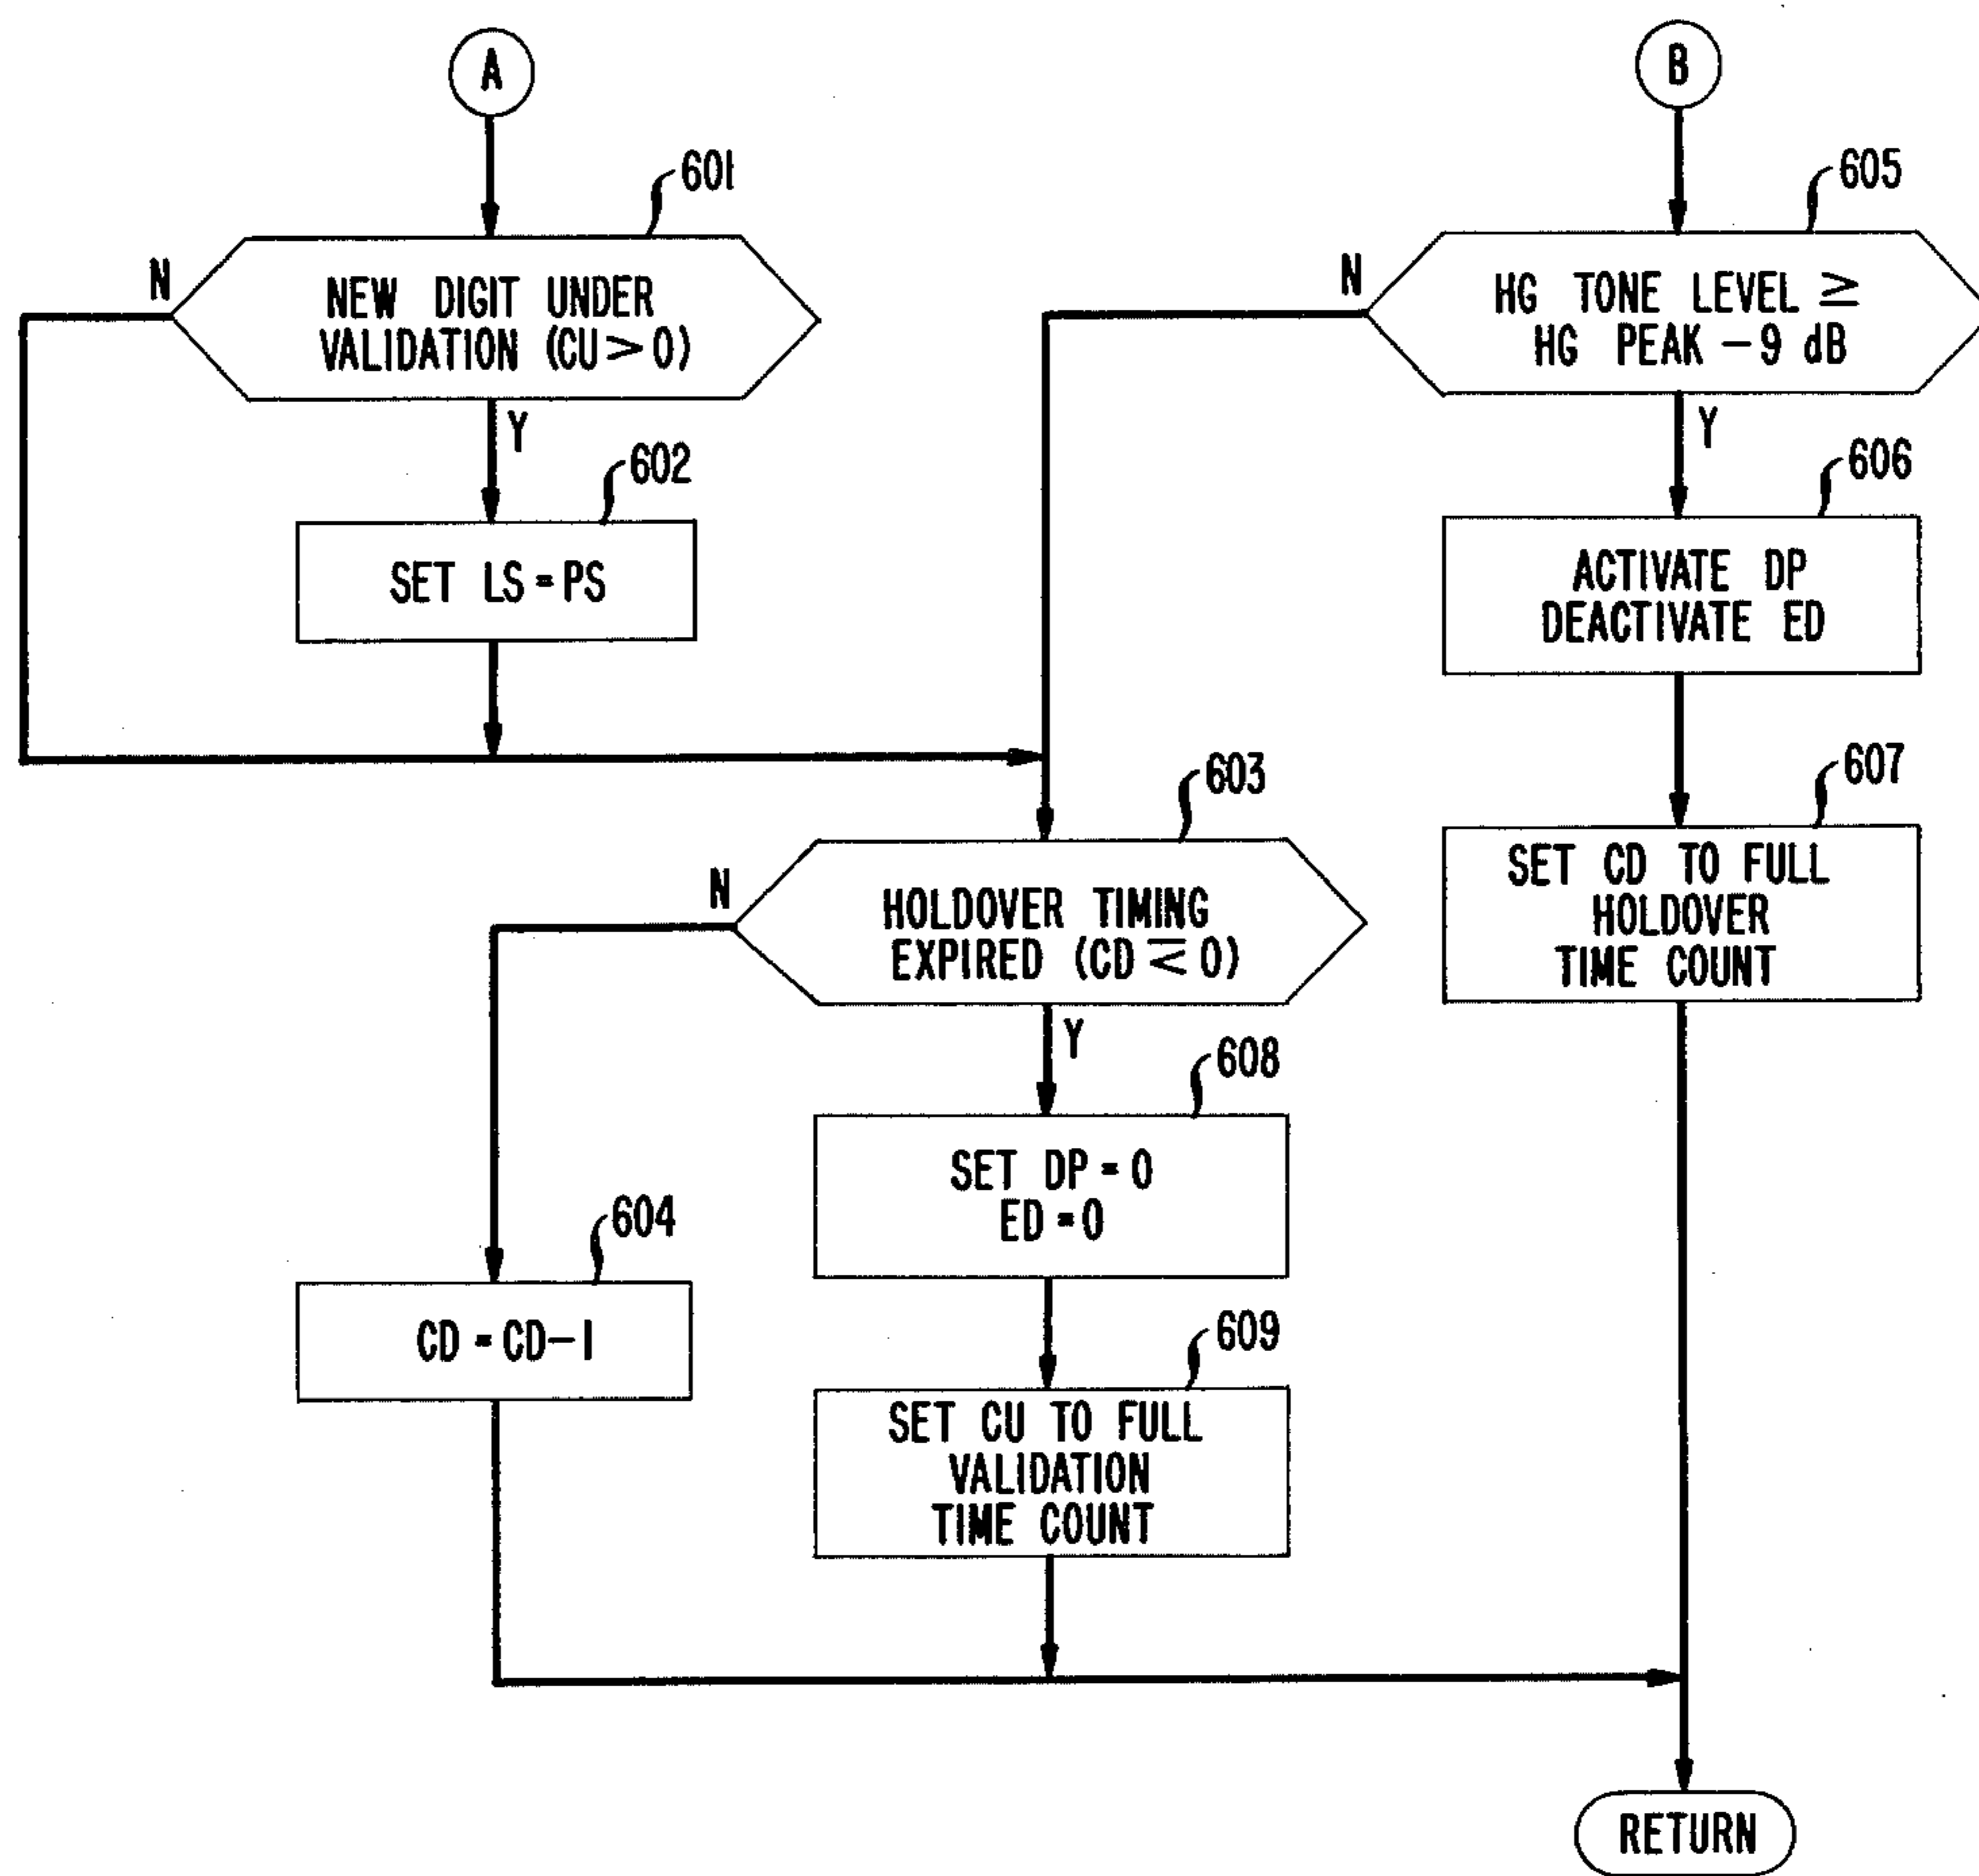 A
601
N
NEW DIGIT UNDER
VALIDATION (CU > 0)
Y
602
SET LS = PS
B
605
N
HG TONE LEVEL ≥
HG PEAK -9 dB
Y
606
ACTIVATE DP
DEACTIVATE ED
607
SET CD TO FULL
HOLDOVER
TIME COUNT
603
N
HOLDOVER TIMING
EXPIRED (CD ≤ 0)
Y
608
SET DP = 0
ED = 0
604
CD = CD-1
609
SET CU TO FULL
VALIDATION
TIME COUNT
RETURN